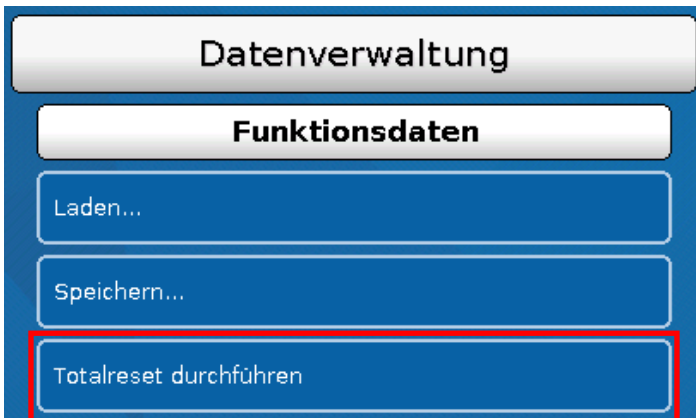 Datenverwaltung
Funktionsdaten
Laden...
Speichern...
Totalreset durchführen